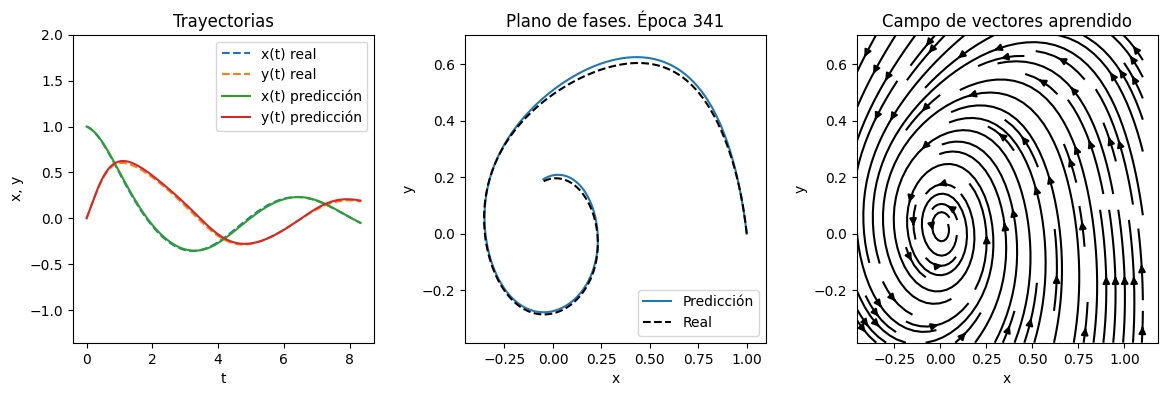 Trayectorias
2.0
1.5
1.0
0.5
0.0
−0.5
−1.0
x, y
0
2
4
6
8
t
x(t) real
y(t) real
x(t) predicción
y(t) predicción
Plano de fases. Época 341
0.6
0.4
0.2
0.0
−0.2
y
−0.25
0.00
0.25
0.50
0.75
1.00
x
Predicción
Real
Campo de vectores aprendido
0.6
0.4
0.2
0.0
−0.2
y
−0.25
0.00
0.25
0.50
0.75
1.00
x